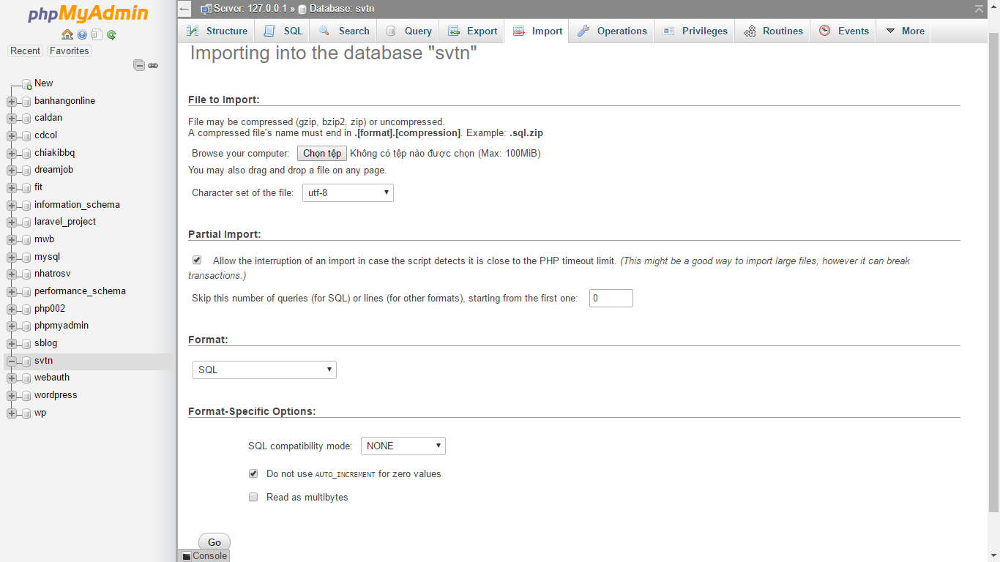 phpMyAdmin
Recent Favorites
New
banhangonline
caldan
cdcol
chiakibbq
dreamjob
fit
information_schema
laravel_project
mwb
mysql
nhatrosv
performance_schema
php002
phpmyadmin
sblog
svtn
webauth
wordpress
wp
Server: 127.0.0.1 » Database: svtn
Structure SQL Search Query Export Import Operations Privileges Routines Events More
Importing into the database "svtn"
File to Import:
File may be compressed (gzip, bzip2, zip) or uncompressed.
A compressed file's name must end in .[format].[compression]. Example: .sql.zip
Browse your computer: Chọn tệp Không có tệp nào được chọn (Max: 100MiB)
You may also drag and drop a file on any page.
Character set of the file: utf-8
Partial Import:
Allow the interruption of an import in case the script detects it is close to the PHP timeout limit. (This might be a good way to import large files, however it can break
transactions.)
Skip this number of queries (for SQL) or lines (for other formats), starting from the first one: 0
Format:
SQL
Format-Specific Options:
SQL compatibility mode: NONE
Do not use AUTO_INCREMENT for zero values
Read as multibytes
Go
Console